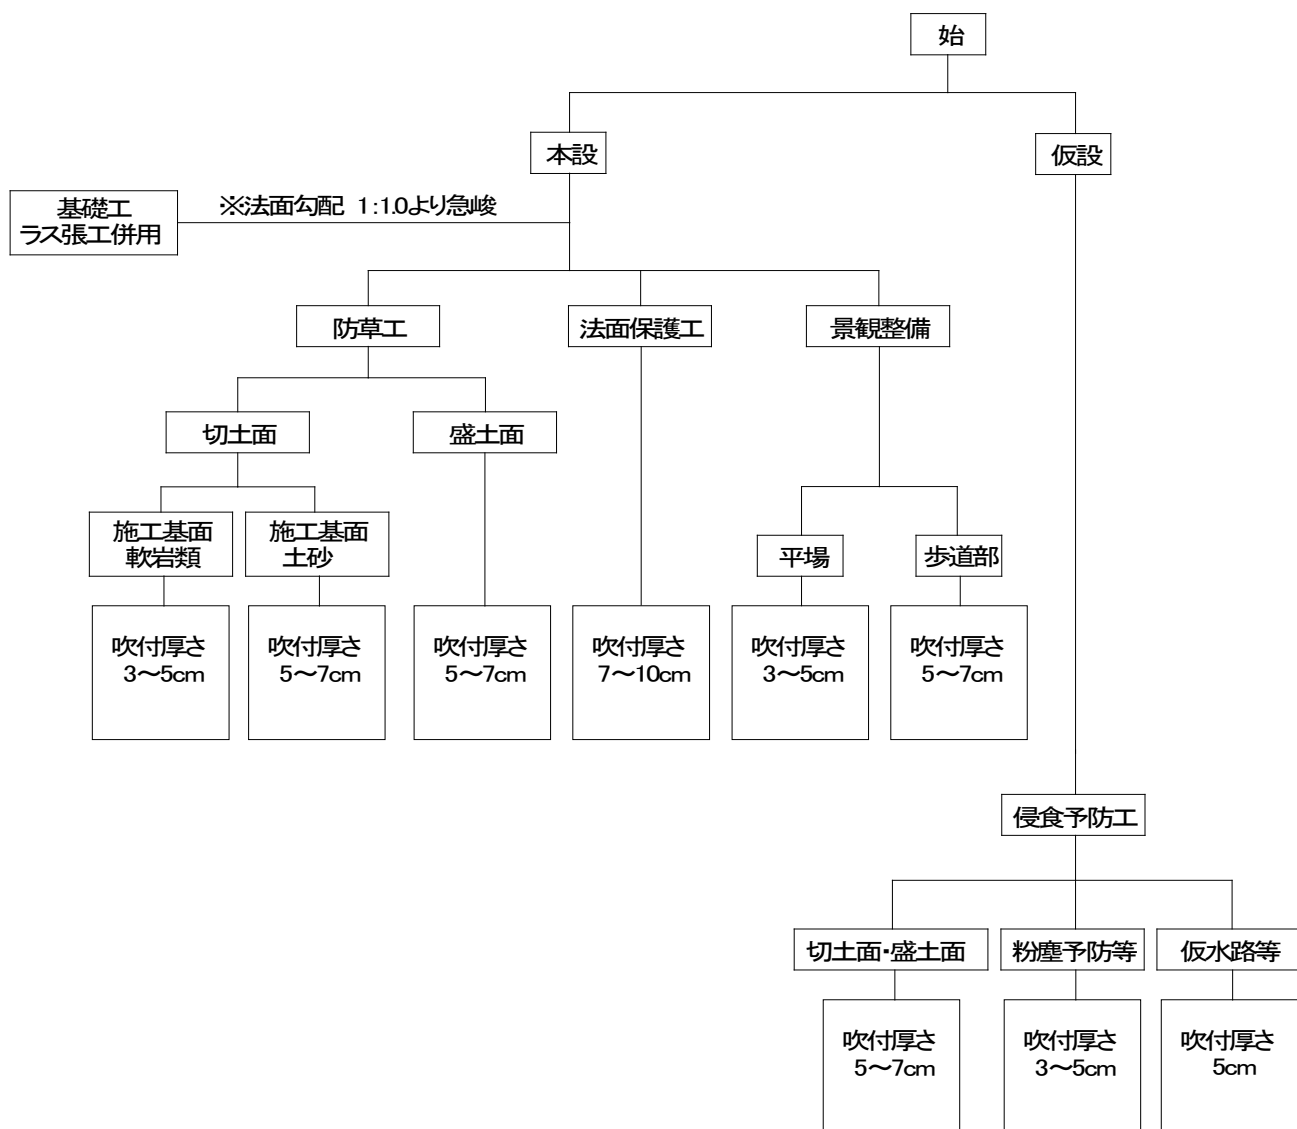 始
本設
仮設
基礎工
ラス張工併用
※法面勾配 1:1.0より急峻
防草工
法面保護工
景観整備
切土面
盛土面
施工基面
軟岩類
施工基面
土砂
平場
歩道部
吹付厚さ
3～5cm
吹付厚さ
5～7cm
吹付厚さ
5～7cm
吹付厚さ
7～10cm
吹付厚さ
3～5cm
吹付厚さ
5～7cm
侵食予防工
切土面・盛土面
粉塵予防等
仮水路等
吹付厚さ
5～7cm
吹付厚さ
3～5cm
吹付厚さ
5cm